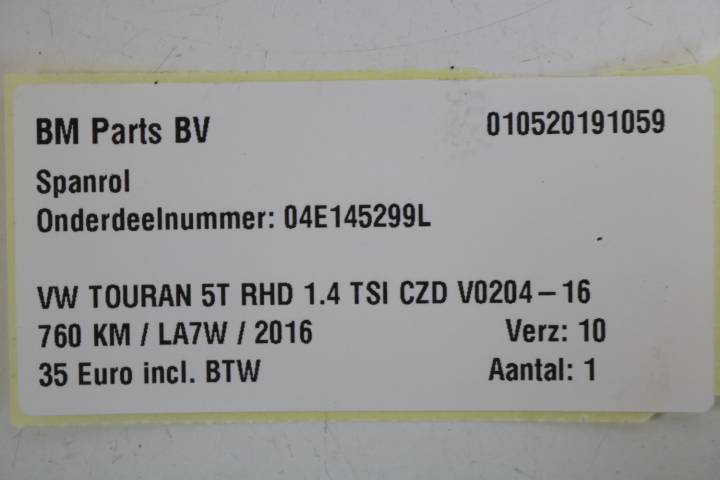 BM Parts BV 010520191059
Spanrol
Onderdeelnummer: 04E145299L
VW TOURAN 5T RHD 1.4 TSI CZD V0204-16
760 KM / LA7W / 2016 Verz: 10
35 Euro incl. BTW Aantal: 1